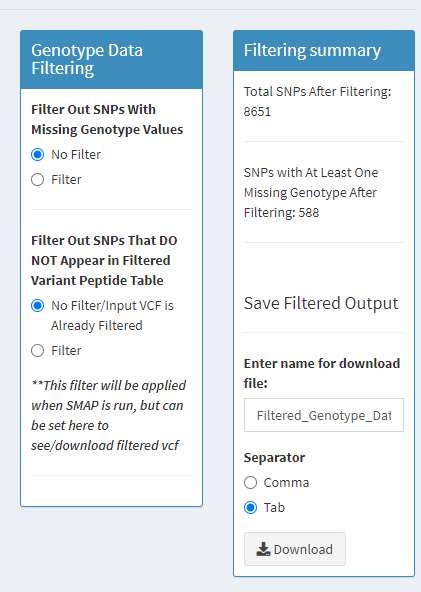 Genotype Data
Filtering
Filter Out SNPs With
Missing Genotype Values
No Filter
Filter
Filter Out SNPs That DO
NOT Appear in Filtered
Variant Peptide Table
No Filter/Input VCF is
Already Filtered
Filter
**This filter will be applied
when SMAP is run, but can
be set here to
see/download filtered vcf
Filtering summary
Total SNPs After Filtering:
8651
SNPs with At Least One
Missing Genotype After
Filtering: 588
Save Filtered Output
Enter name for download
file:
Filtered_Genotype_Dat
Separator
Comma
Tab
Download